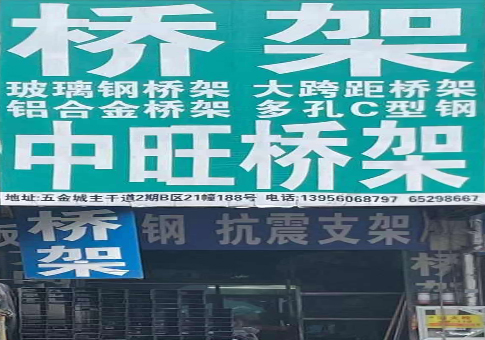 桥架
玻璃钢桥架 大跨距桥架
铝合金桥架 多孔C型钢
中旺桥架
地址:五金城主干道2期B区21幢188号 电话:13956068797 65298667
桥架
钢 抗震支架
桥架